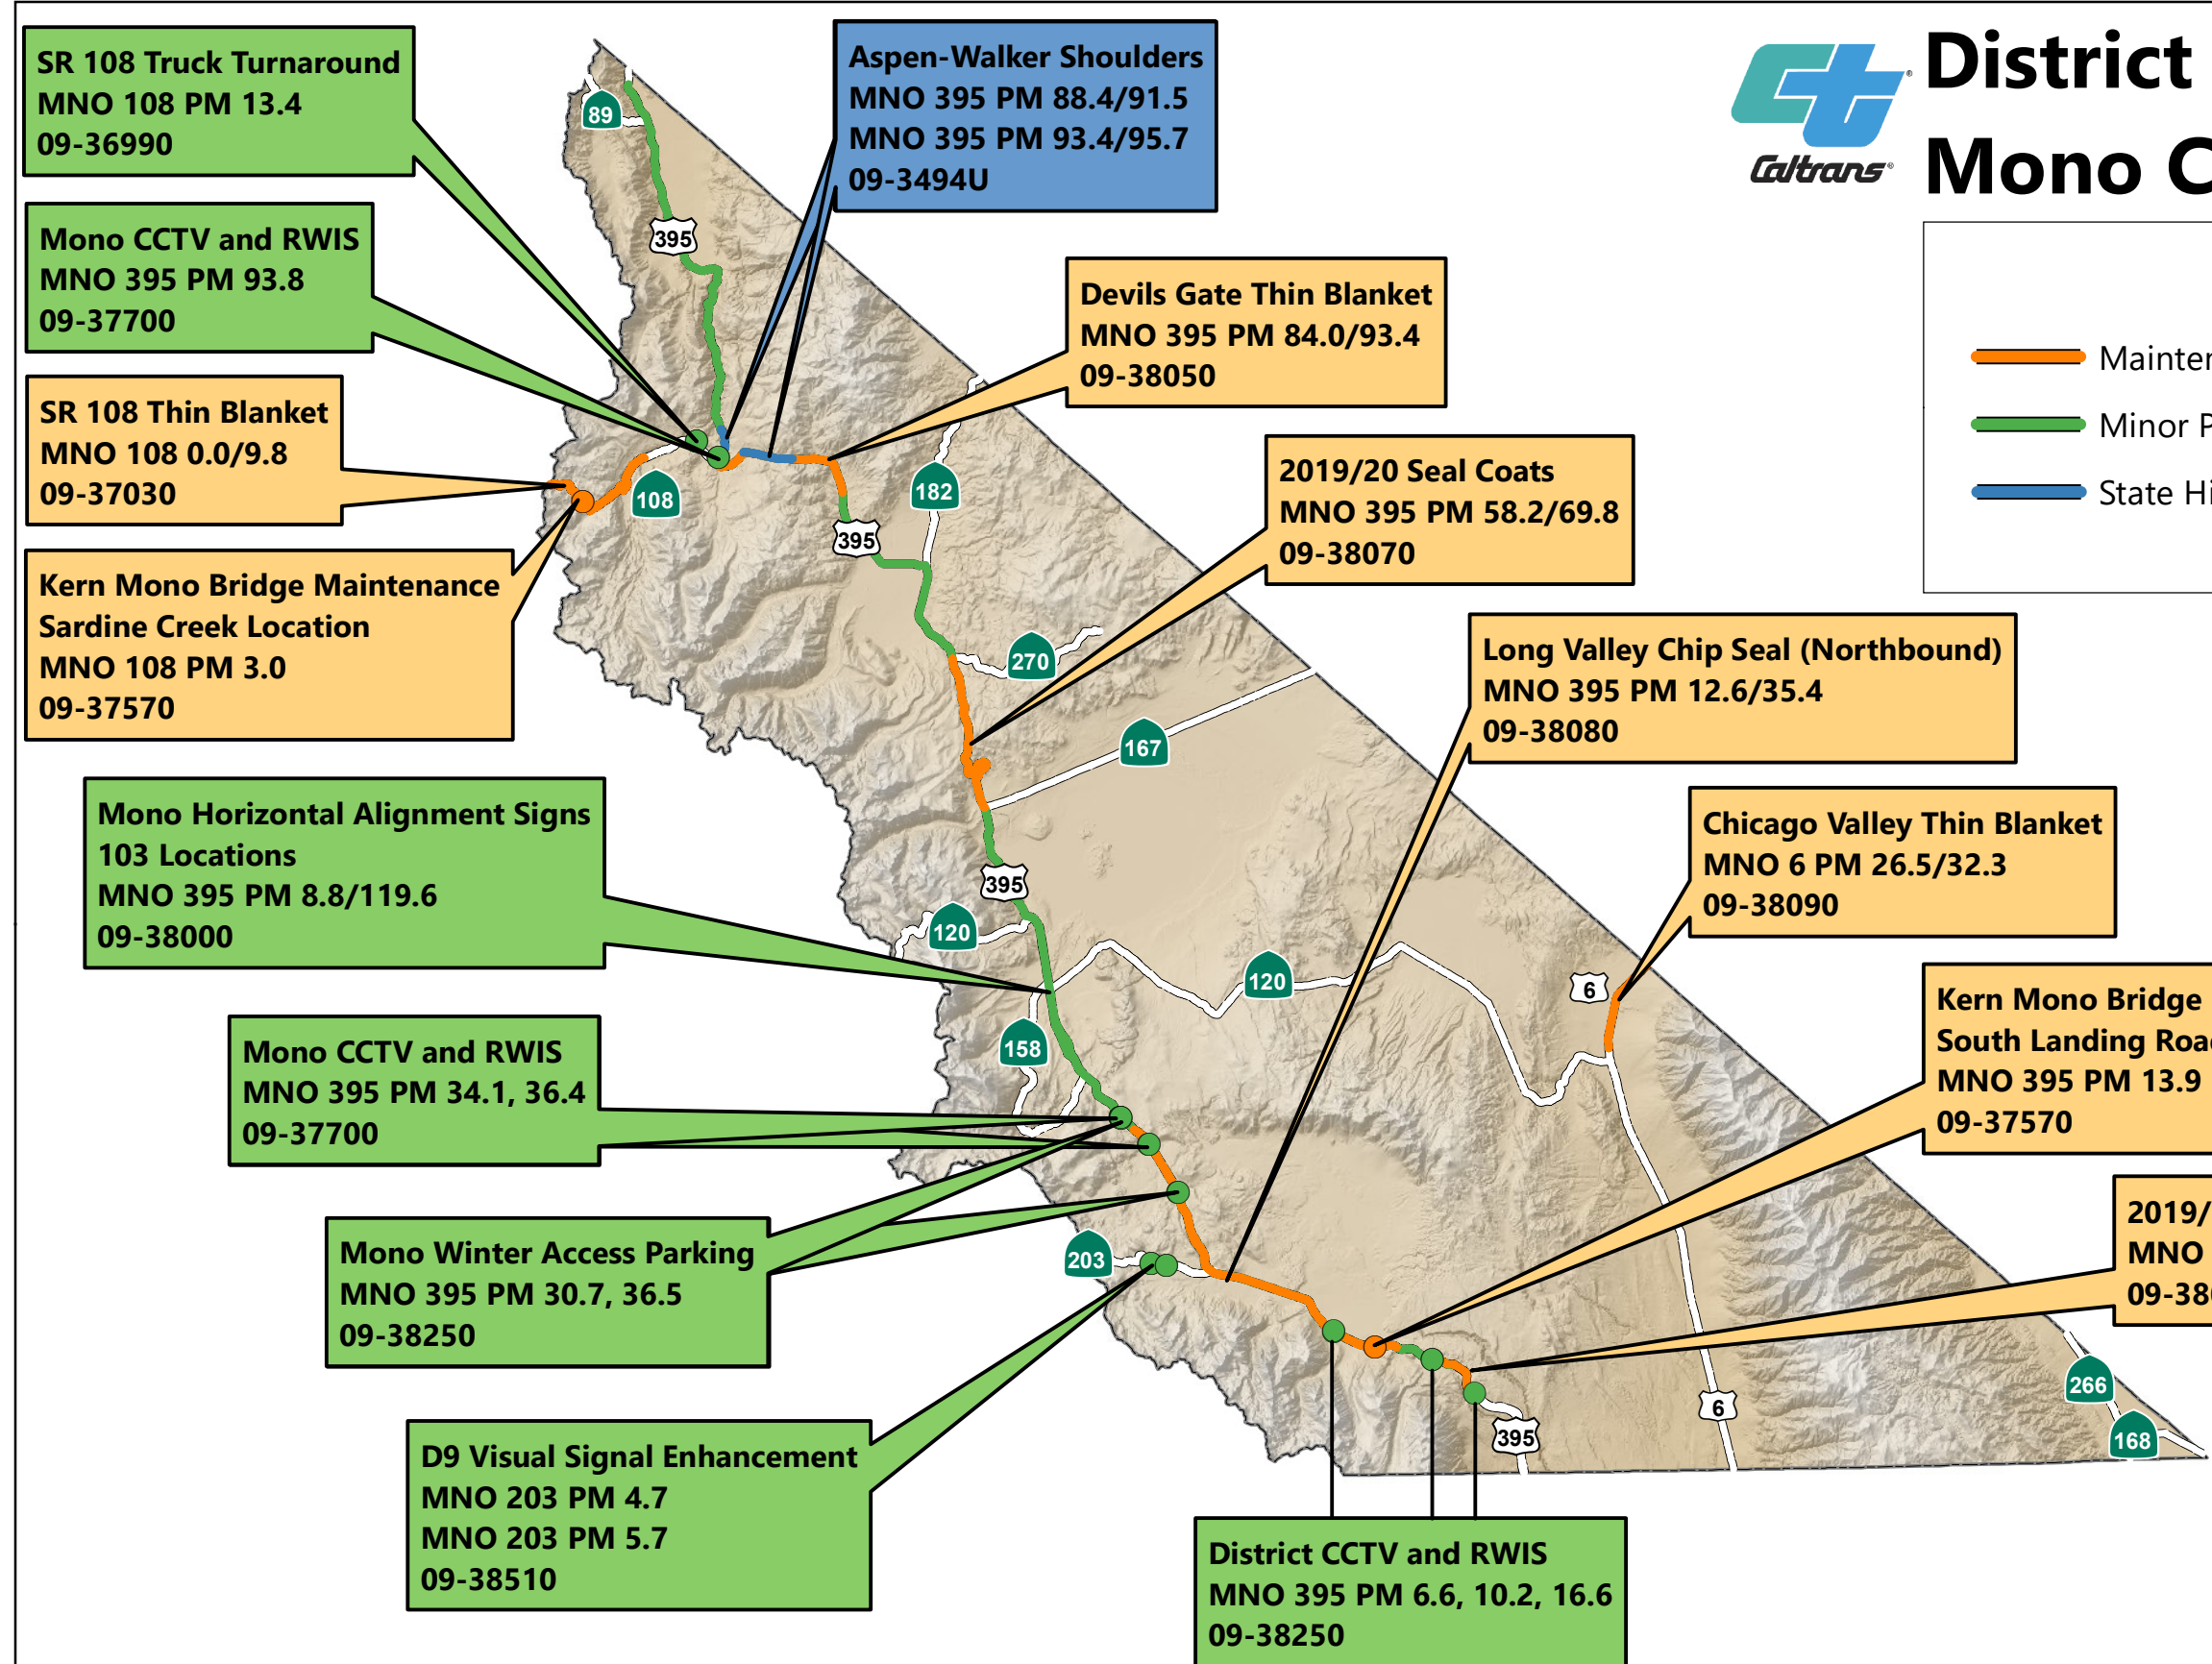 District
Mono C
Caltrans
SR 108 Truck Turnaround
MNO 108 PM 13.4
09-36990
Aspen-Walker Shoulders
MNO 395 PM 88.4/91.5
MNO 395 PM 93.4/95.7
09-3494U
Mono CCTV and RWIS
MNO 395 PM 93.8
09-37700
Devils Gate Thin Blanket
MNO 395 PM 84.0/93.4
09-38050
Mainten
Minor P
State Hi
SR 108 Thin Blanket
MNO 108 0.0/9.8
09-37030
2019/20 Seal Coats
MNO 395 PM 58.2/69.8
09-38070
Kern Mono Bridge Maintenance
Sardine Creek Location
MNO 108 PM 3.0
09-37570
Long Valley Chip Seal (Northbound)
MNO 395 PM 12.6/35.4
09-38080
Mono Horizontal Alignment Signs
103 Locations
MNO 395 PM 8.8/119.6
09-38000
Chicago Valley Thin Blanket
MNO 6 PM 26.5/32.3
09-38090
Kern Mono Bridge
South Landing Roa
MNO 395 PM 13.9
09-37570
Mono CCTV and RWIS
MNO 395 PM 34.1, 36.4
09-37700
2019/
MNO
09-380
Mono Winter Access Parking
MNO 395 PM 30.7, 36.5
09-38250
D9 Visual Signal Enhancement
MNO 203 PM 4.7
MNO 203 PM 5.7
09-38510
District CCTV and RWIS
MNO 395 PM 6.6, 10.2, 16.6
09-38250
89
395
108
182
395
270
167
395
120
120
6
158
203
266
6
395
168